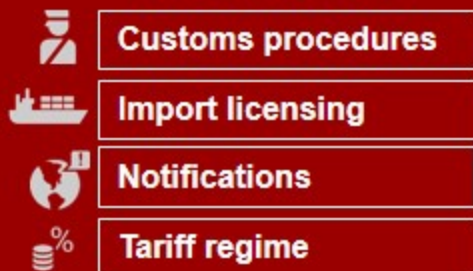 Customs procedures
Import licensing
!
Notifications
%
Tariff regime